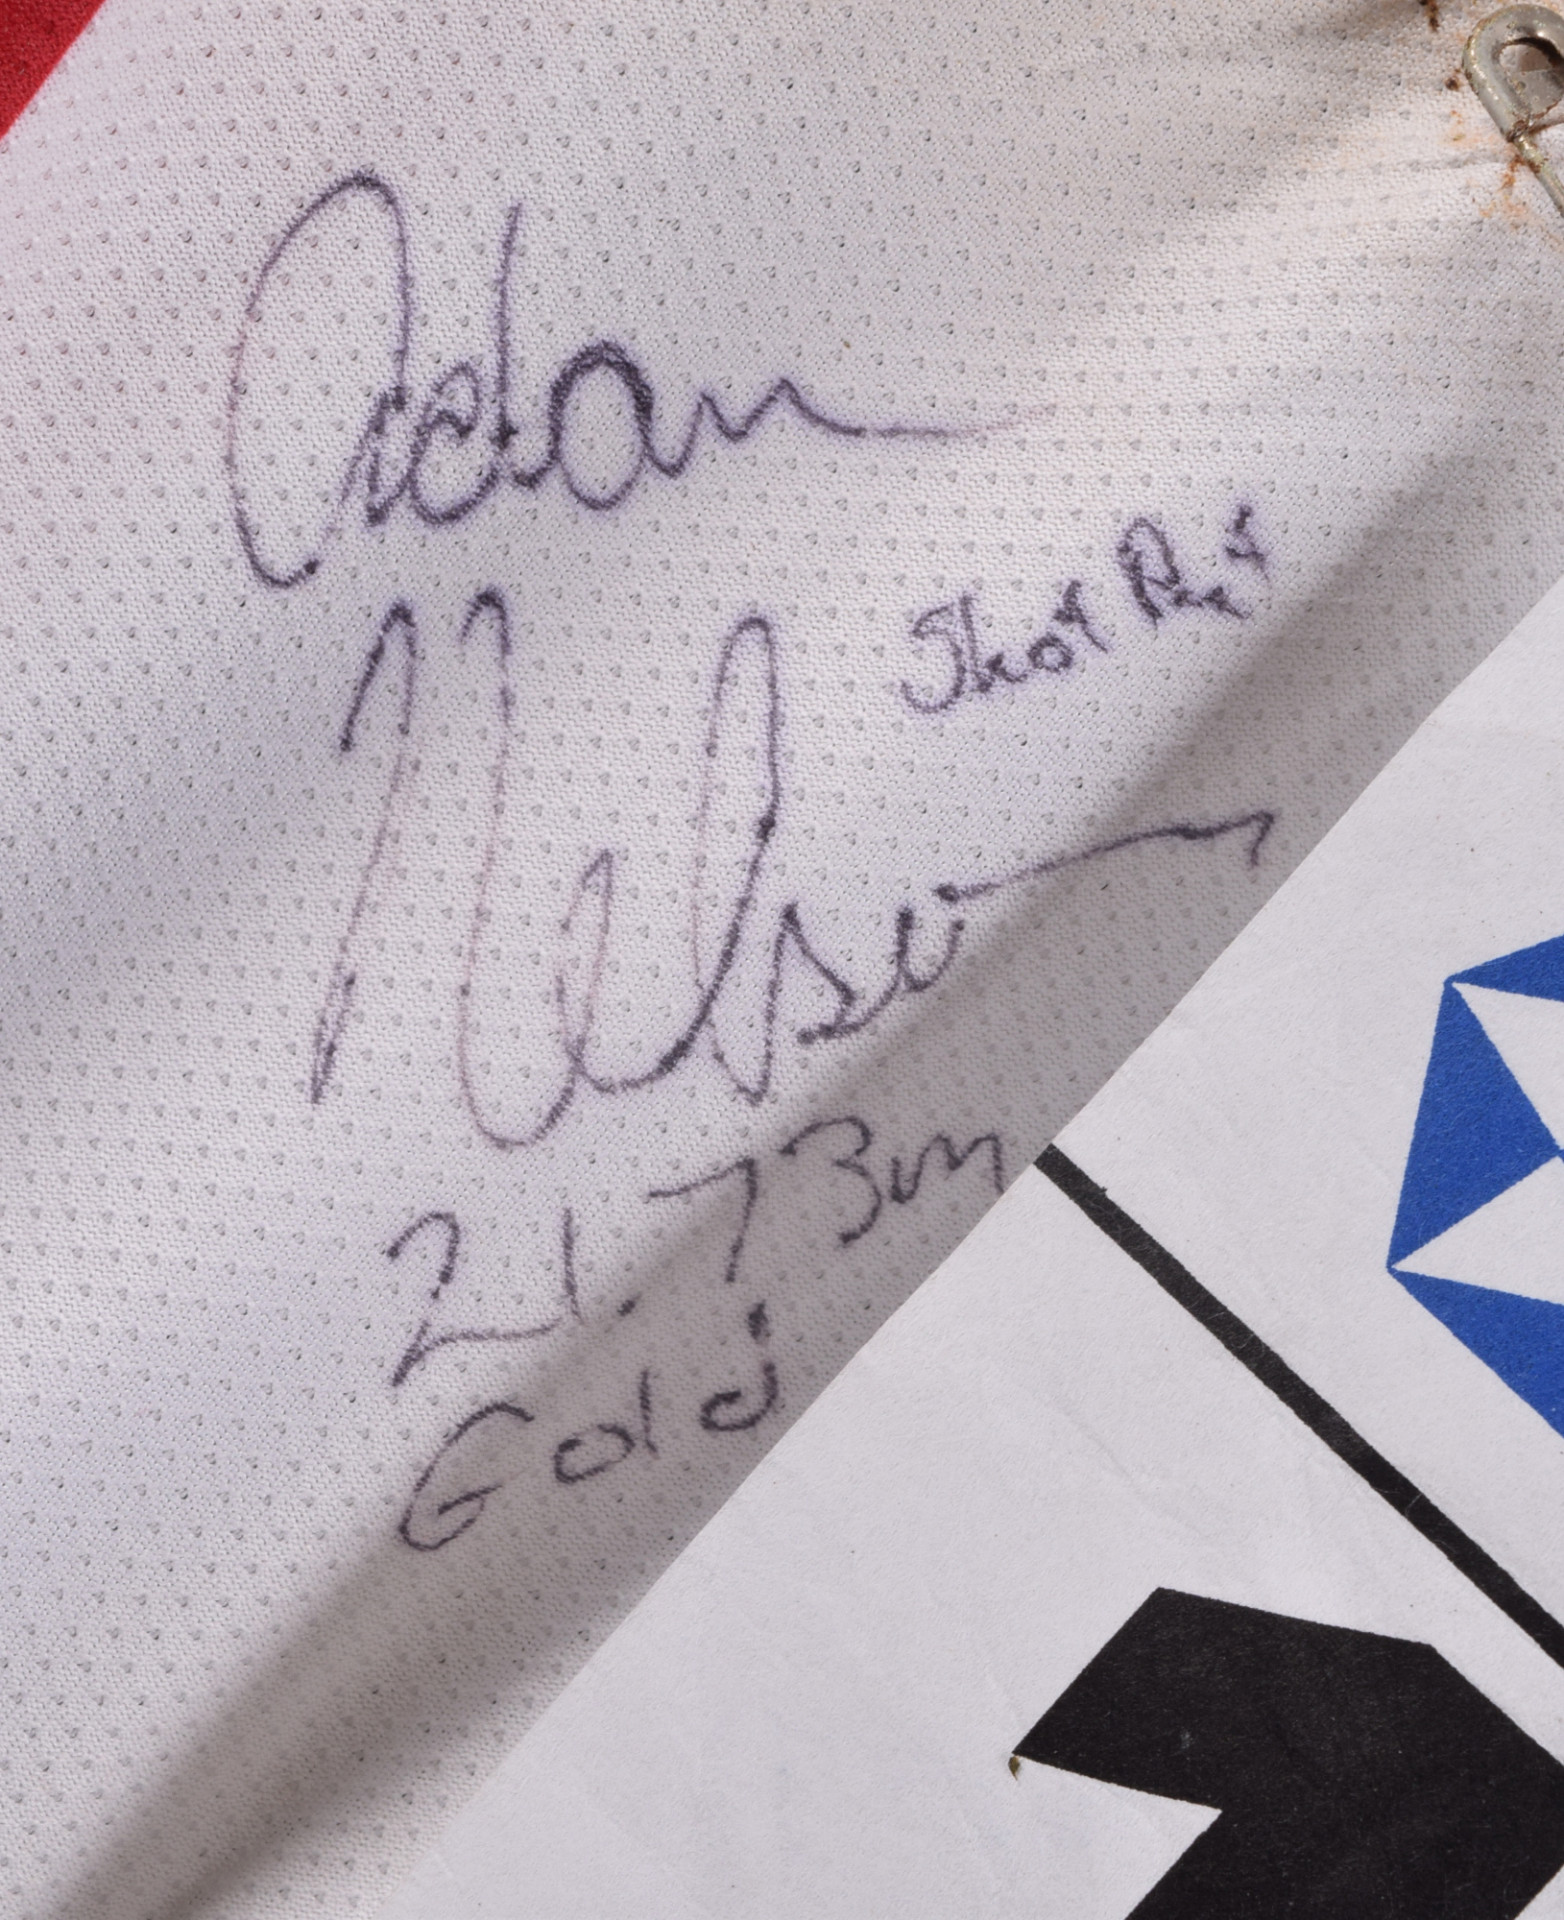 Adam
Nelson
Shot Put
21.73m
Gold